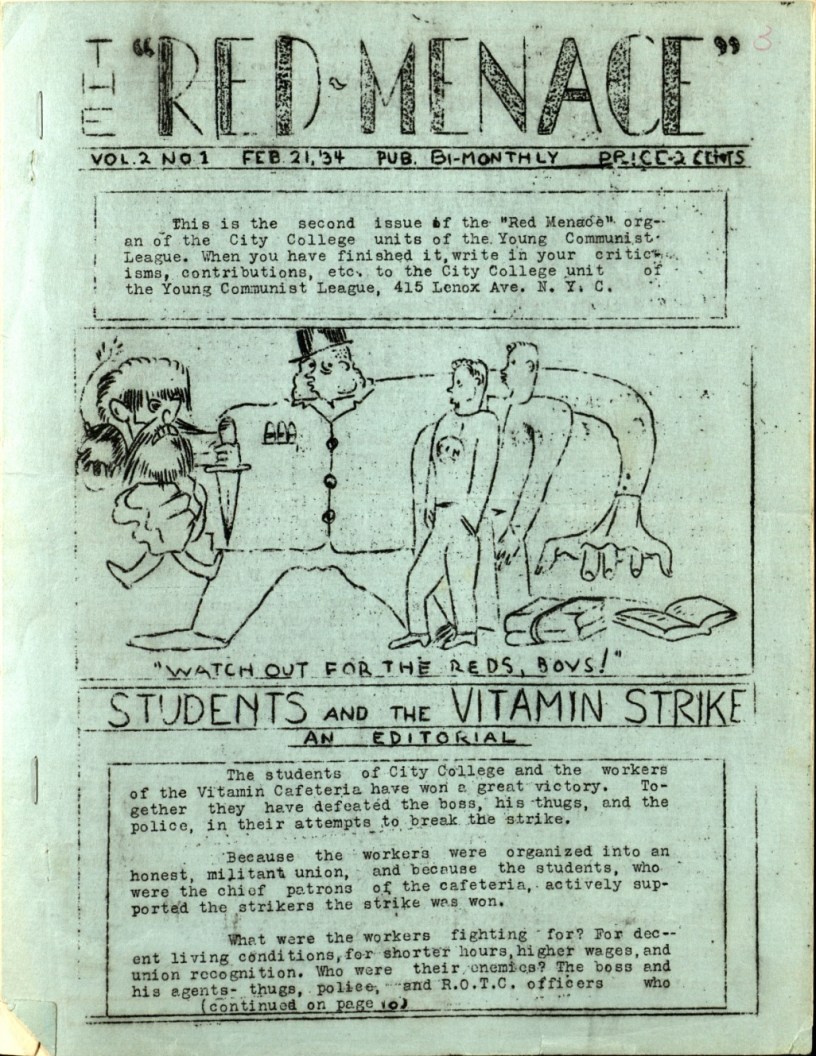 THE "RED-MENACE"
3
VOL.2 NO 1 FEB. 21, '34 PUB. BI-MONTHLY PRICE-2 CENTS
This is the second issue of the "Red Menace" org-
an of the City College units of the Young Communist
League. When you have finished it, write in your critic-
isms, contributions, etc. to the City College unit of
the Young Communist League, 415 Lenox Ave. N. Y. C.
"WATCH OUT FOR THE REDS, BOYS!"
STUDENTS AND THE VITAMIN STRIKE
AN EDITORIAL
The students of City College and the workers
of the Vitamin Cafeteria have won a great victory. To-
gether they have defeated the boss, his thugs, and the
police, in their attempts to break the strike.
Because the workers were organized into an
honest, militant union, and because the students, who
were the chief patrons of the cafeteria, actively sup-
ported the strikers the strike was won.
What were the workers fighting for? For dec--
ent living conditions, for shorter hours, higher wages, and
union recognition. Who were their enemies? The boss and
his agents- thugs, police, and R.O.T.C. officers who
(continued on page 10)